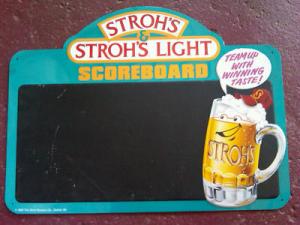 STROH'S
&
STROH'S LIGHT
SCOREBOARD
TEAM UP
WITH
WINNING
TASTE!
STROH'S